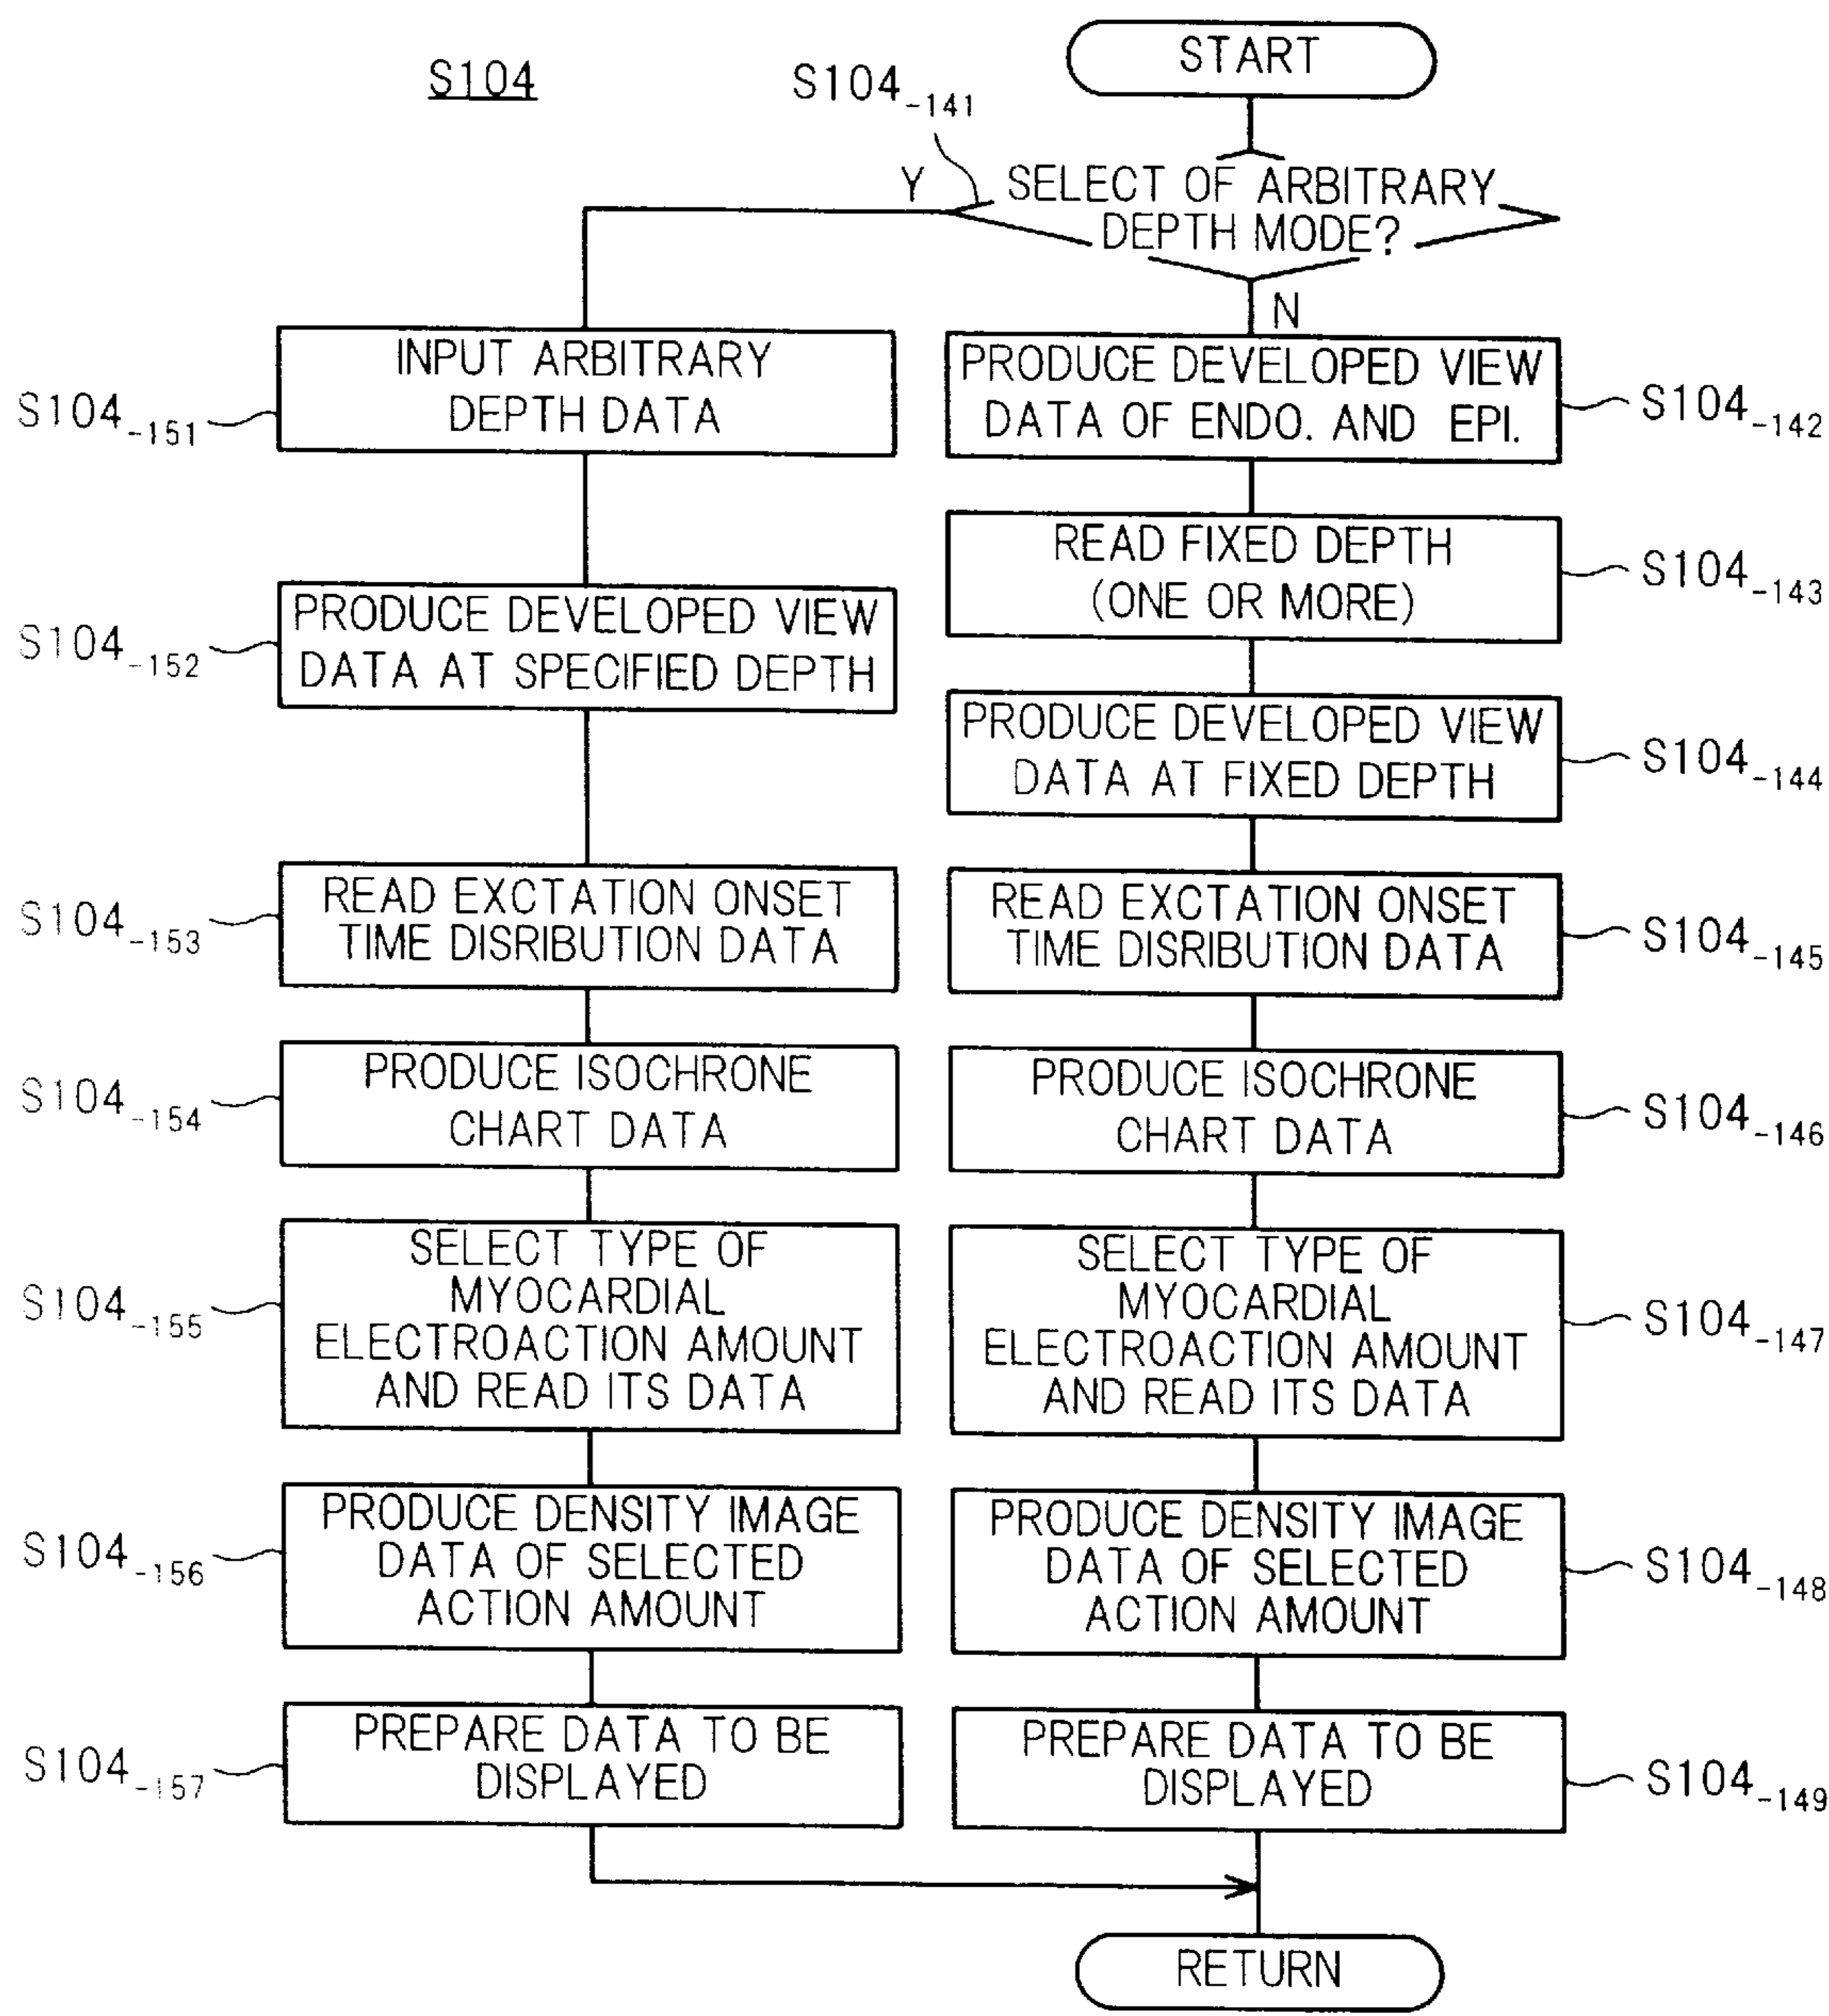 S104
START
S104-141
Y
SELECT OF ARBITRARY
DEPTH MODE?
N
INPUT ARBITRARY
DEPTH DATA
S104-151
PRODUCE DEVELOPED VIEW
DATA AT SPECIFIED DEPTH
S104-152
READ EXCTATION ONSET
TIME DISRIBUTION DATA
S104-153
PRODUCE ISOCHRONE
CHART DATA
S104-154
SELECT TYPE OF
MYOCARDIAL
ELECTROACTION AMOUNT
AND READ ITS DATA
S104-155
PRODUCE DENSITY IMAGE
DATA OF SELECTED
ACTION AMOUNT
S104-156
PREPARE DATA TO BE
DISPLAYED
S104-157
PRODUCE DEVELOPED VIEW
DATA OF ENDO. AND EPI.
S104-142
READ FIXED DEPTH
(ONE OR MORE)
S104-143
PRODUCE DEVELOPED VIEW
DATA AT FIXED DEPTH
S104-144
READ EXCTATION ONSET
TIME DISRIBUTION DATA
S104-145
PRODUCE ISOCHRONE
CHART DATA
S104-146
SELECT TYPE OF
MYOCARDIAL
ELECTROACTION AMOUNT
AND READ ITS DATA
S104-147
PRODUCE DENSITY IMAGE
DATA OF SELECTED
ACTION AMOUNT
S104-148
PREPARE DATA TO BE
DISPLAYED
S104-149
RETURN